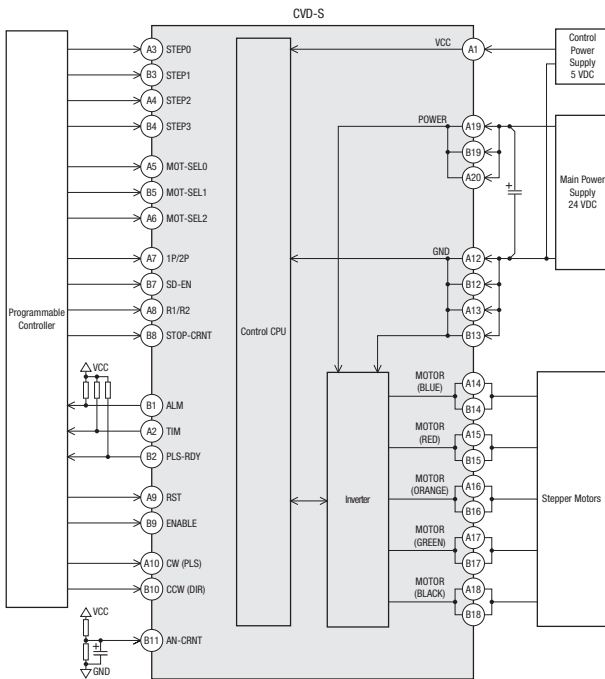 CVD-S
Programmable
Controller
A3 STEP0
B3 STEP1
A4 STEP2
B4 STEP3
A5 MOT-SEL0
B5 MOT-SEL1
A6 MOT-SEL2
A7 1P/2P
B7 SD-EN
A8 R1/R2
B8 STOP-CRNT
VCC
B1 ALM
A2 TIM
B2 PLS-RDY
A9 RST
B9 ENABLE
A10 CW (PLS)
B10 CCW (DIR)
VCC
B11 AN-CRNT
+
GND
Control CPU
Inverter
VCC A1
POWER A19
B19
A20
+
GND A12
B12
A13
B13
MOTOR
(BLUE)
A14
B14
MOTOR
(RED)
A15
B15
MOTOR
(ORANGE)
A16
B16
MOTOR
(GREEN)
A17
B17
MOTOR
(BLACK)
A18
B18
Control
Power
Supply
5 VDC
Main Power
Supply
24 VDC
Stepper Motors